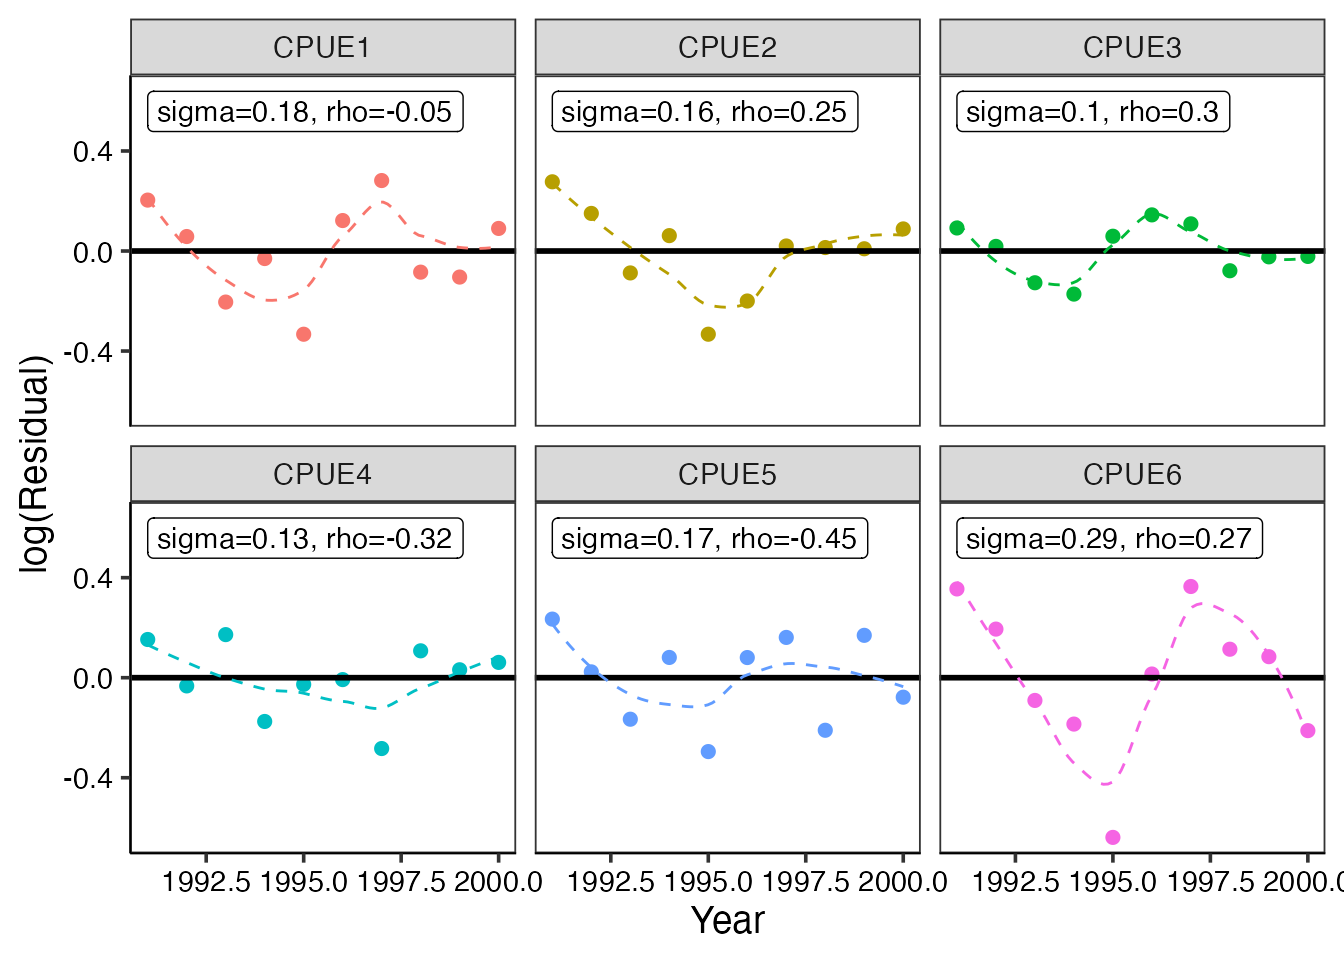 CPUE1
CPUE2
CPUE3
sigma=0.18, rho=-0.05
sigma=0.16, rho=0.25
sigma=0.1, rho=0.3
0.4
0.0
-0.4
log(Residual)
CPUE4
CPUE5
CPUE6
sigma=0.13, rho=-0.32
sigma=0.17, rho=-0.45
sigma=0.29, rho=0.27
0.4
0.0
-0.4
1992.5 1995.0 1997.5 2000.0
1992.5 1995.0 1997.5 2000.0
1992.5 1995.0 1997.5 2000.0
Year